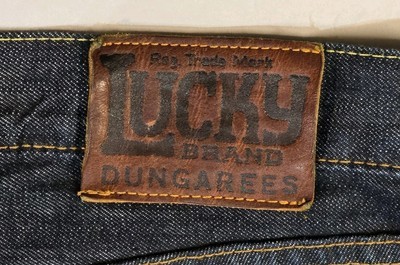 Reg. Trade Mark
LUCKY
BRAND
DUNGAREES